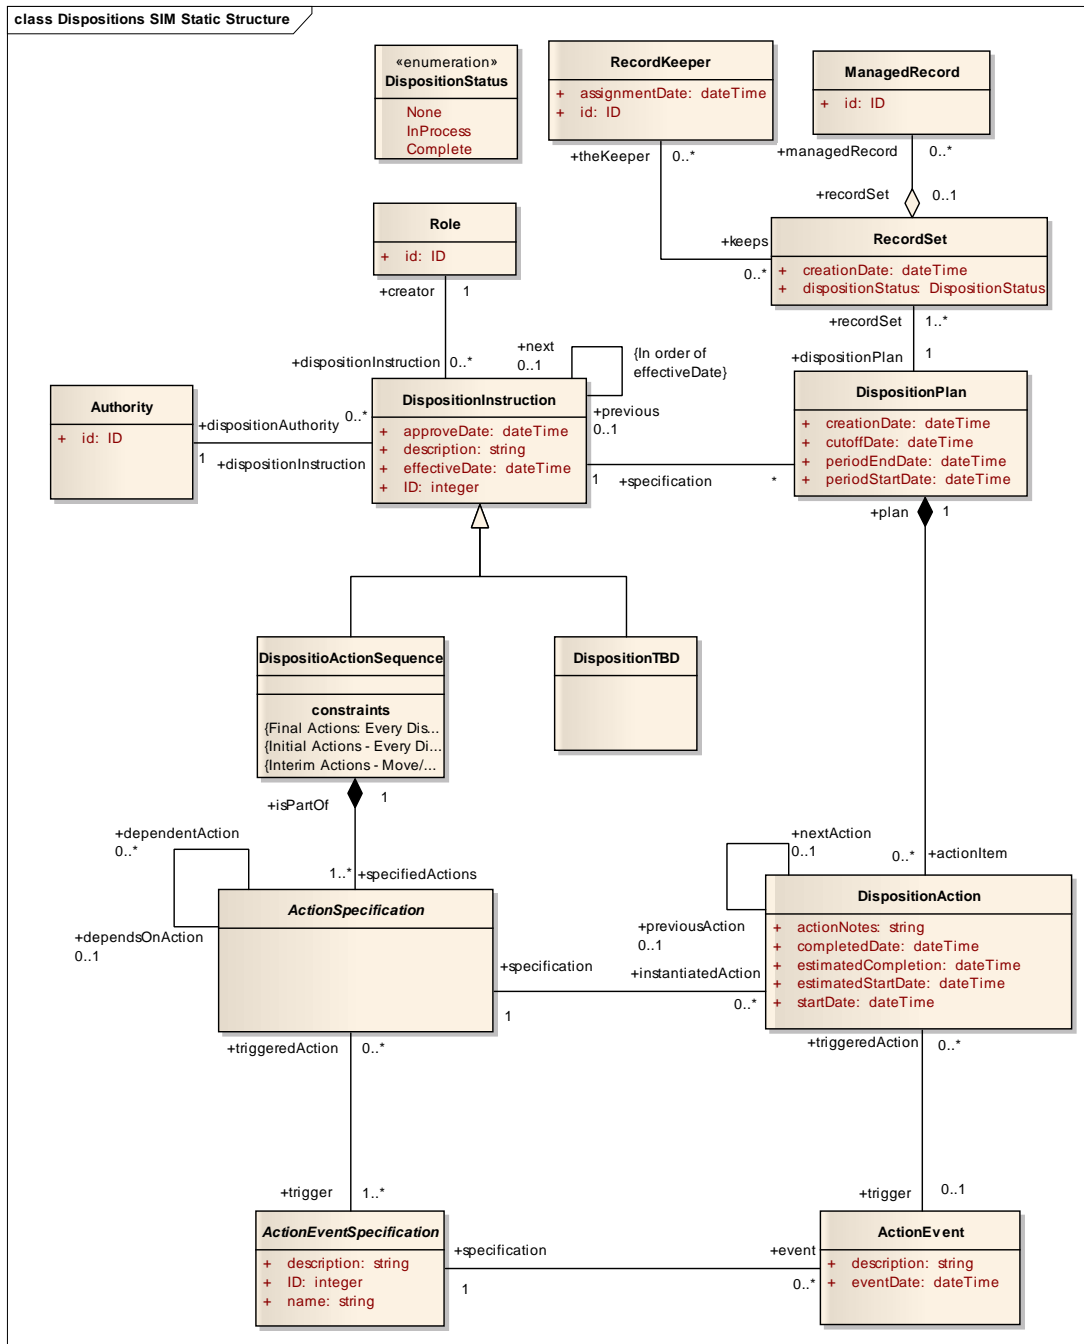 class Dispositions SIM Static Structure
«enumeration»
DispositionStatus
None
InProcess
Complete
RecordKeeper
+ assignmentDate: dateTime
+ id: ID
ManagedRecord
+ id: ID
+theKeeper 0..*
+managedRecord 0..*
+recordSet 0..1
Role
+ id: ID
+keeps
0..*
RecordSet
+ creationDate: dateTime
+ dispositionStatus: DispositionStatus
+creator 1
+recordSet 1..*
+dispositionInstruction 0..*
+next
0..1
{In order of
effectiveDate}
+dispositionPlan 1
Authority
+ id: ID
0..*
+dispositionAuthority
1 +dispositionInstruction
DispositionInstruction
+ approveDate: dateTime
+ description: string
+ effectiveDate: dateTime
+ ID: integer
+previous
0..1
1 +specification *
DispositionPlan
+ creationDate: dateTime
+ cutoffDate: dateTime
+ periodEndDate: dateTime
+ periodStartDate: dateTime
+plan 1
DispositioActionSequence
constraints
{Final Actions: Every Dis...
{Initial Actions - Every Di...
{Interim Actions - Move/...
DispositionTBD
+isPartOf 1
+dependentAction
0..*
1..* +specifiedActions
+nextAction
0..1
0..* +actionItem
ActionSpecification
+dependsOnAction
0..1
DispositionAction
+ actionNotes: string
+ completedDate: dateTime
+ estimatedCompletion: dateTime
+ estimatedStartDate: dateTime
+ startDate: dateTime
+previousAction
0..1
+specification
1
+instantiatedAction
0..*
+triggeredAction 0..*
+triggeredAction 0..*
+trigger 1..*
+trigger 0..1
ActionEventSpecification
+ description: string
+ ID: integer
+ name: string
+specification
1
+event
0..*
ActionEvent
+ description: string
+ eventDate: dateTime